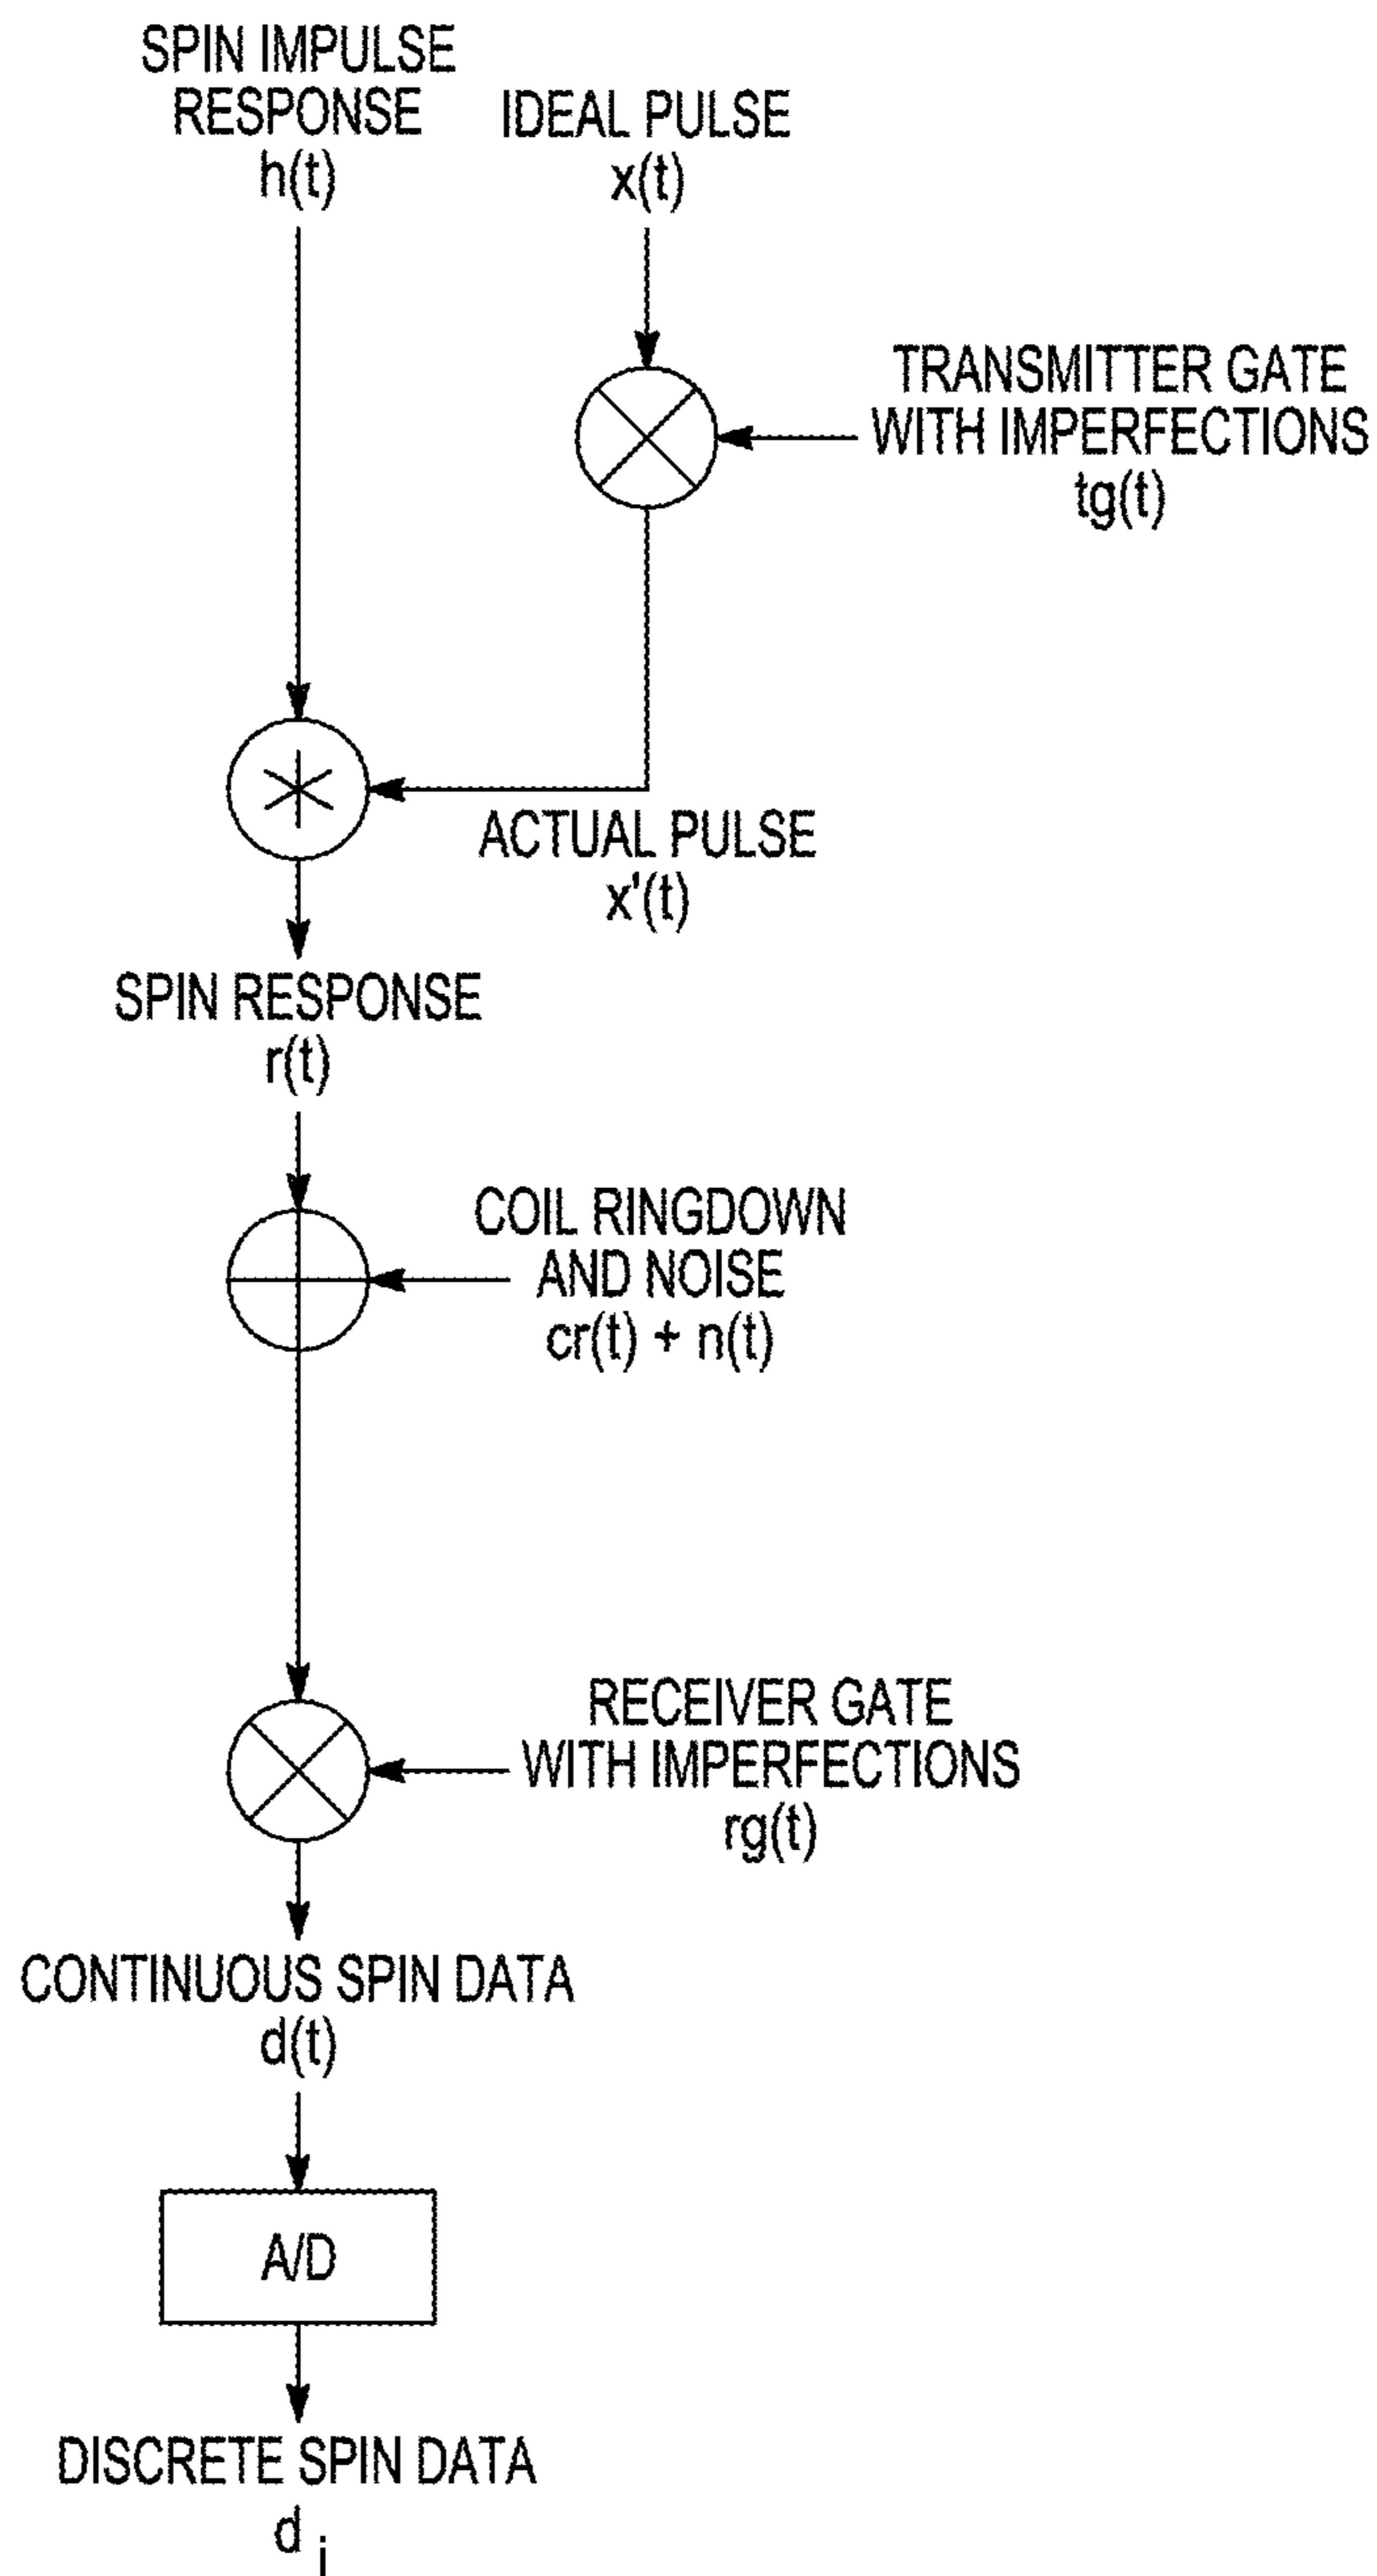 SPIN IMPULSE
RESPONSE
h(t)
IDEAL PULSE
x(t)
TRANSMITTER GATE
WITH IMPERFECTIONS
tg(t)
ACTUAL PULSE
x'(t)
SPIN RESPONSE
r(t)
COIL RINGDOWN
AND NOISE
cr(t) + n(t)
RECEIVER GATE
WITH IMPERFECTIONS
rg(t)
CONTINUOUS SPIN DATA
d(t)
A/D
DISCRETE SPIN DATA
d i